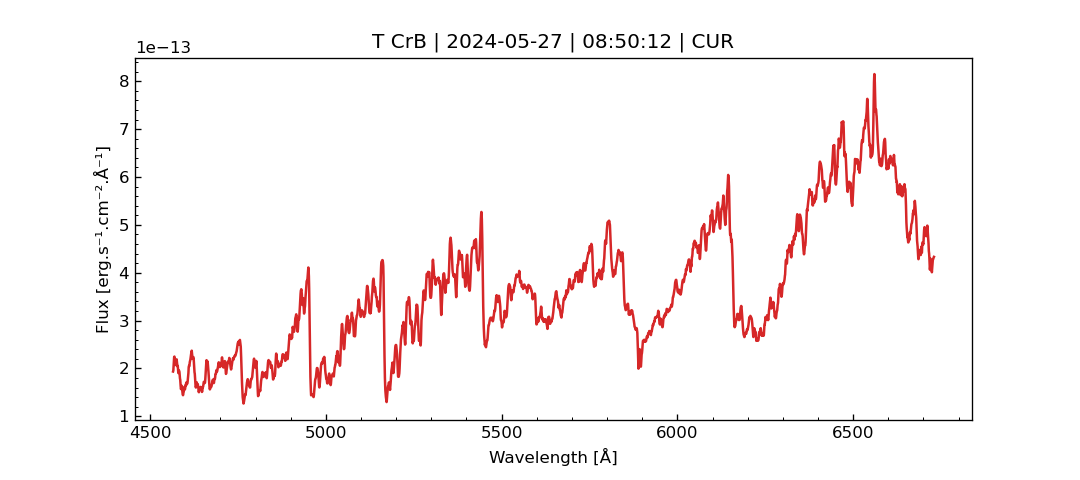 T CrB | 2024-05-27 | 08:50:12 | CUR
1e−13
8
7
6
5
4
3
2
1
Flux [erg.s⁻¹.cm⁻².Å⁻¹]
4500 5000 5500 6000 6500
Wavelength [Å]